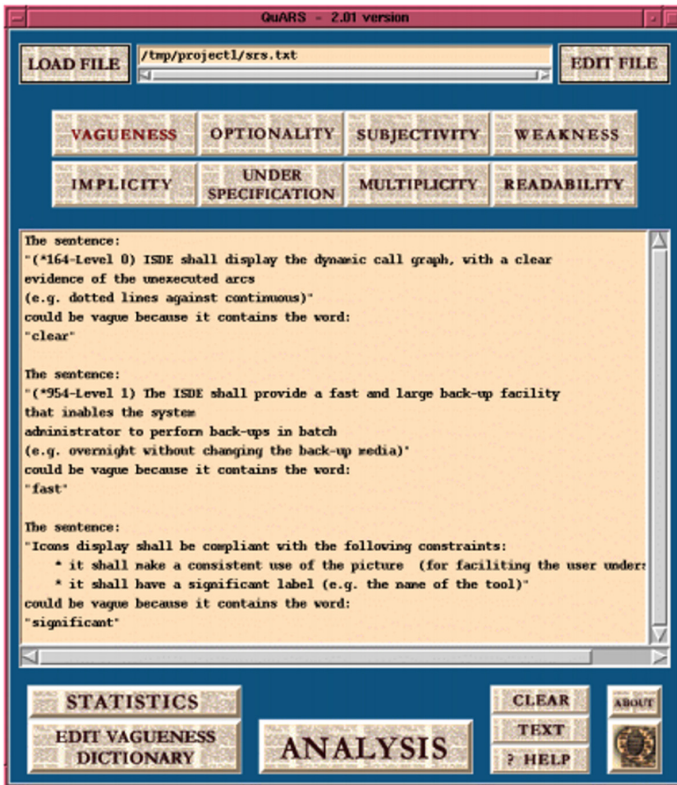 QuARS - 2.01 version
LOAD FILE
/tmp/project1/srs.txt
EDIT FILE
VAGUENESS
OPTIONALITY
SUBJECTIVITY
WEAKNESS
IMPLICITY
UNDER
SPECIFICATION
MULTIPLICITY
READABILITY
The sentence:
"(*164-Level 0) ISDE shall display the dynamic call graph, with a clear
evidence of the unexecuted arcs
(e.g. dotted lines against continuous)"
could be vague because it contains the word:
"clear"
The sentence:
"(*954-Level 1) The ISDE shall provide a fast and large back-up facility
that inables the system
administrator to perform back-ups in batch
(e.g. overnight without changing the back-up media)"
could be vague because it contains the word:
"fast"
The sentence:
"Icons display shall be compliant with the following constraints:
* it shall make a consistent use of the picture (for faciliting the user unders
* it shall have a significant label (e.g. the name of the tool)"
could be vague because it contains the word:
"significant"
STATISTICS
EDIT VAGUENESS
DICTIONARY
ANALYSIS
CLEAR
TEXT
? HELP
ABOUT